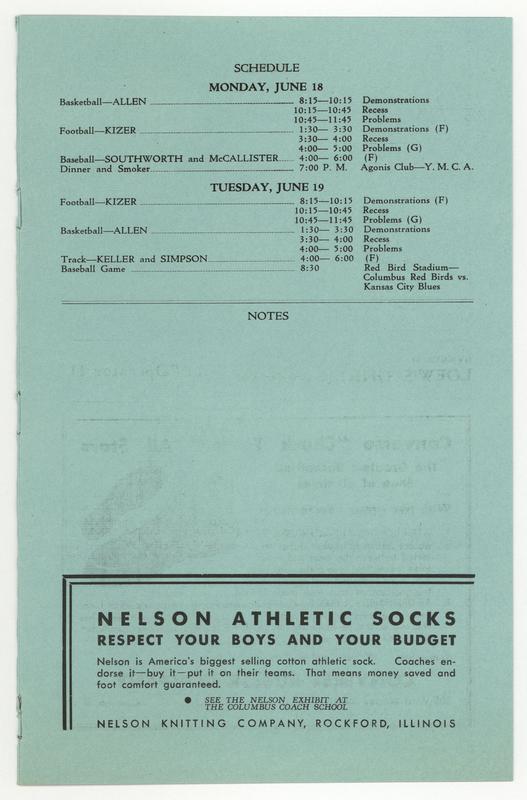 SCHEDULE
MONDAY, JUNE 18
Basketball—ALLEN 8:15—10:15 Demonstrations
10:15—10:45 Recess
10:45—11:45 Problems
Football—KIZER 1:30— 3:30 Demonstrations (F)
3:30— 4:00 Recess
4:00— 5:00 Problems (G)
Baseball—SOUTHWORTH and McCALLISTER 4:00— 6:00 (F)
Dinner and Smoker 7:00 P. M. Agonis Club—Y. M. C. A.
TUESDAY, JUNE 19
Football—KIZER 8:15—10:15 Demonstrations (F)
10:15—10:45 Recess
10:45—11:45 Problems (G)
Basketball—ALLEN 1:30— 3:30 Demonstrations
3:30— 4:00 Recess
4:00— 5:00 Problems
Track—KELLER and SIMPSON 4:00— 6:00 (F)
Baseball Game 8:30 Red Bird Stadium—
Columbus Red Birds vs.
Kansas City Blues
NOTES
NELSON ATHLETIC SOCKS
RESPECT YOUR BOYS AND YOUR BUDGET
Nelson is America's biggest selling cotton athletic sock. Coaches en-
dorse it—buy it—put it on their teams. That means money saved and
foot comfort guaranteed.
● SEE THE NELSON EXHIBIT AT
THE COLUMBUS COACH SCHOOL
NELSON KNITTING COMPANY, ROCKFORD, ILLINOIS